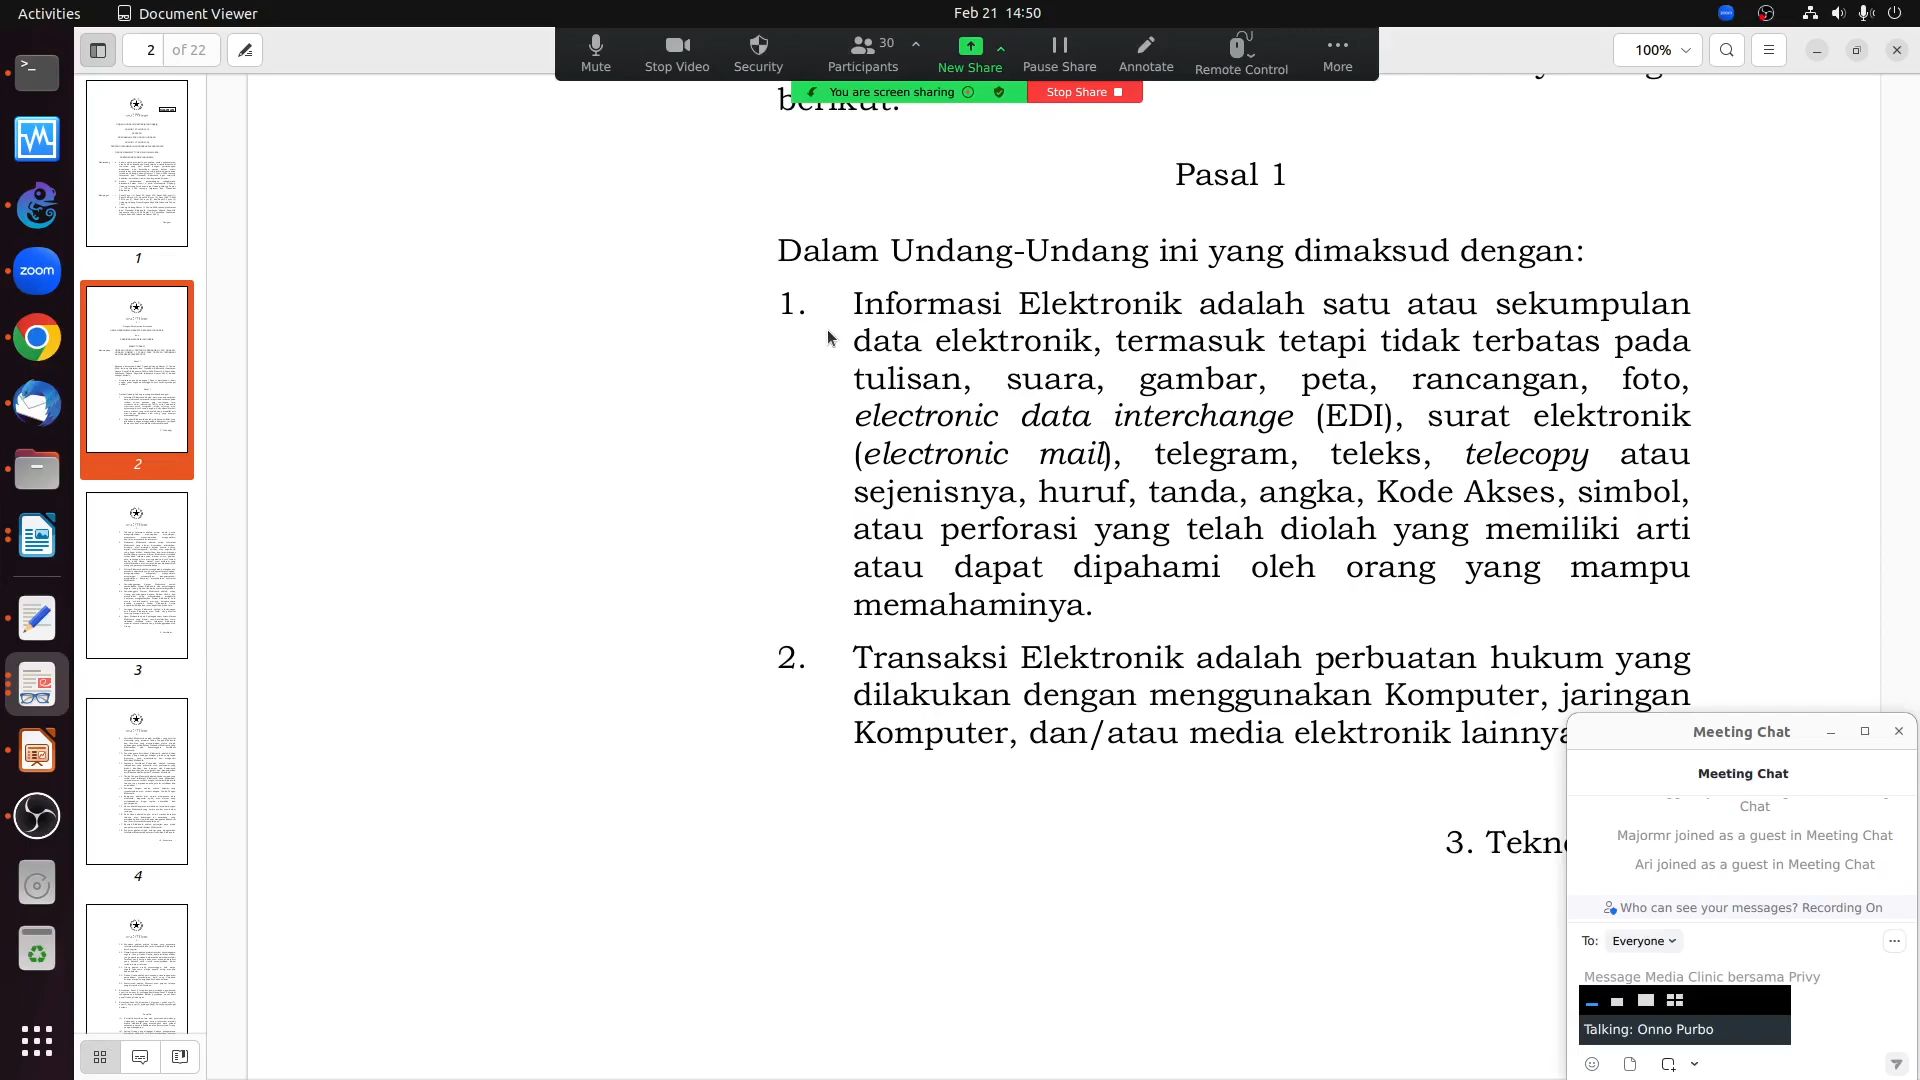 Activities
Document Viewer
Feb 21 14:50
zoom
2
of 22
100%
Mute
Stop Video
Security
Participants
30
New Share
Pause Share
Annotate
Remote Control
More
You are screen sharing
Stop Share
berikut:
Pasal 1
Dalam Undang-Undang ini yang dimaksud dengan:
1. Informasi Elektronik adalah satu atau sekumpulan
data elektronik, termasuk tetapi tidak terbatas pada
tulisan, suara, gambar, peta, rancangan, foto,
electronic data interchange (EDI), surat elektronik
(electronic mail), telegram, teleks, telecopy atau
sejenisnya, huruf, tanda, angka, Kode Akses, simbol,
atau perforasi yang telah diolah yang memiliki arti
atau dapat dipahami oleh orang yang mampu
memahaminya.
2. Transaksi Elektronik adalah perbuatan hukum yang
dilakukan dengan menggunakan Komputer, jaringan
Komputer, dan/atau media elektronik lainnya
3. Tekno
1
2
3
4
zoom
Meeting Chat
Meeting Chat
Chat
Majormr joined as a guest in Meeting Chat
Ari joined as a guest in Meeting Chat
Who can see your messages? Recording On
To: Everyone
Message Media Clinic bersama Privy
Talking: Onno Purbo